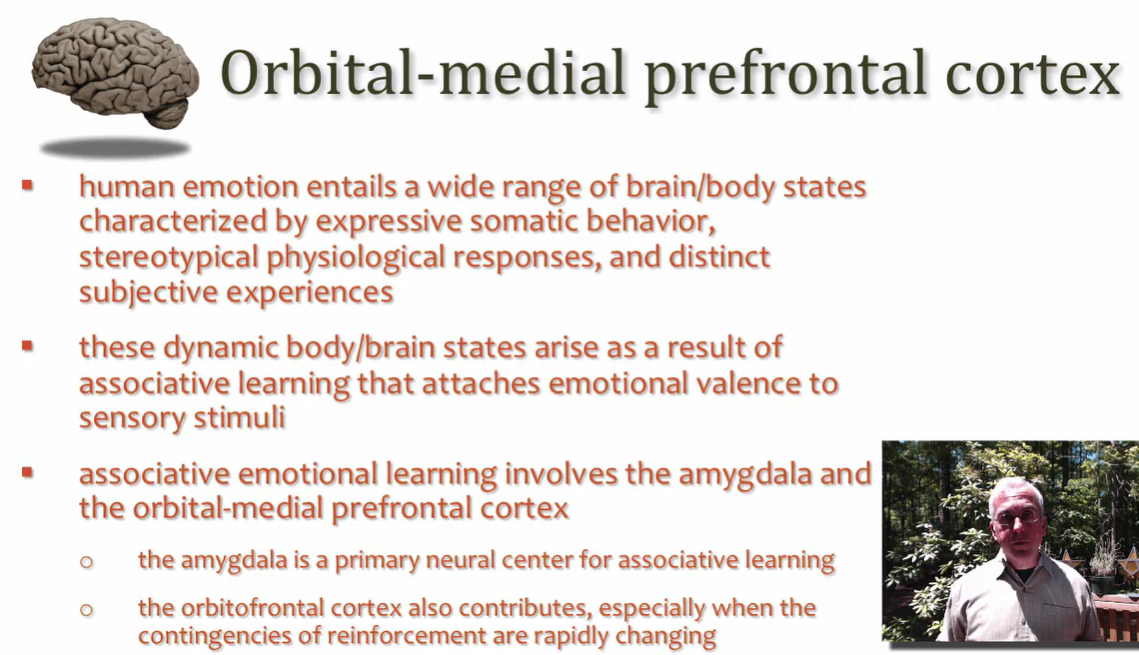 Orbital-medial prefrontal cortex
human emotion entails a wide range of brain/body states
characterized by expressive somatic behavior,
stereotypical physiological responses, and distinct
subjective experiences
these dynamic body/brain states arise as a result of
associative learning that attaches emotional valence to
sensory stimuli
associative emotional learning involves the amygdala and
the orbital-medial prefrontal cortex
the amygdala is a primary neural center for associative learning
the orbitofrontal cortex also contributes, especially when the
contingencies of reinforcement are rapidly changing